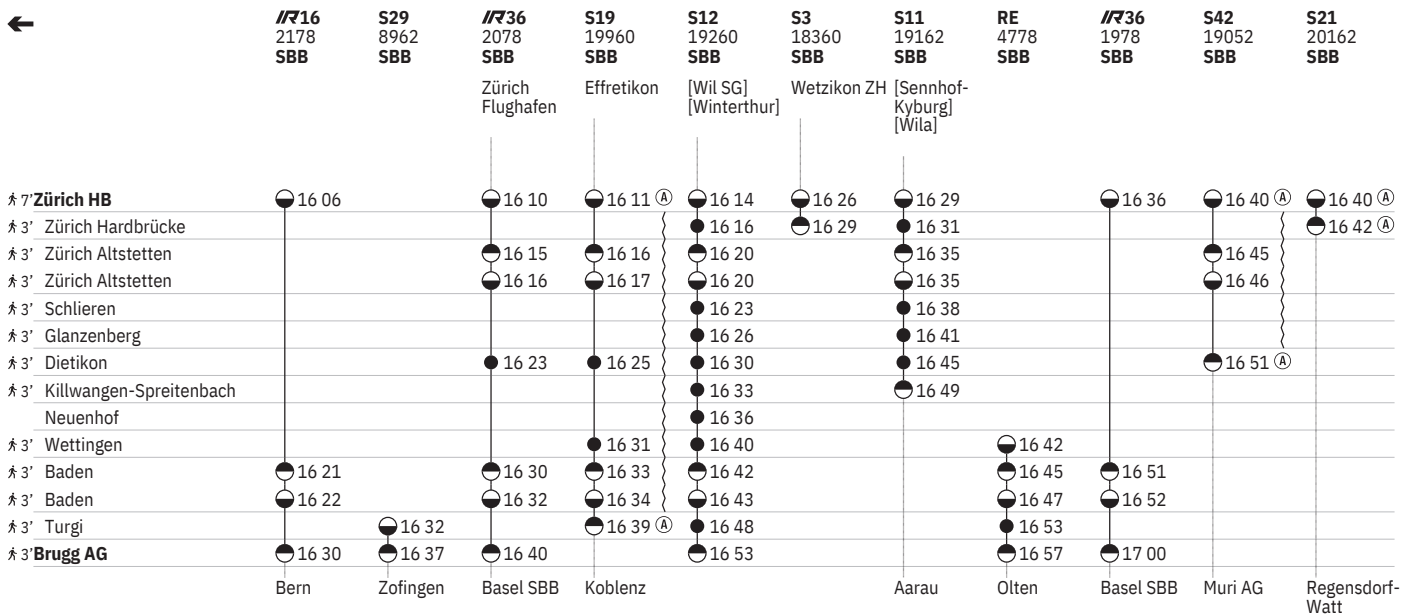 ← IR16 S29 IR36 S19 S12 S3 S11 RE IR36 S42 S21
2178 8962 2078 19960 19260 18360 19162 4778 1978 19052 20162
SBB SBB SBB SBB SBB SBB SBB SBB SBB SBB SBB
Zürich Effretikon [Wil SG] Wetzikon ZH [Sennhof-
Flughafen [Winterthur] Kyburg]
[Wila]
7’ Zürich HB 16 06 16 10 16 11 A 16 14 16 26 16 29 16 36 16 40 A 16 40 A
3’ Zürich Hardbrücke 16 16 16 29 16 31 16 42 A
3’ Zürich Altstetten 16 15 16 16 16 20 16 35 16 45
3’ Zürich Altstetten 16 16 16 17 16 20 16 35 16 46
3’ Schlieren 16 23 16 38
3’ Glanzenberg 16 26 16 41
3’ Dietikon 16 23 16 25 16 30 16 45 16 51 A
3’ Killwangen-Spreitenbach 16 33 16 49
Neuenhof 16 36
3’ Wettingen 16 31 16 40 16 42
3’ Baden 16 21 16 30 16 33 16 42 16 45 16 51
3’ Baden 16 22 16 32 16 34 16 43 16 47 16 52
3’ Turgi 16 32 16 39 A 16 48 16 53
3’ Brugg AG 16 30 16 37 16 40 16 53 16 57 17 00
Bern Zofingen Basel SBB Koblenz Aarau Olten Basel SBB Muri AG Regensdorf-
Watt